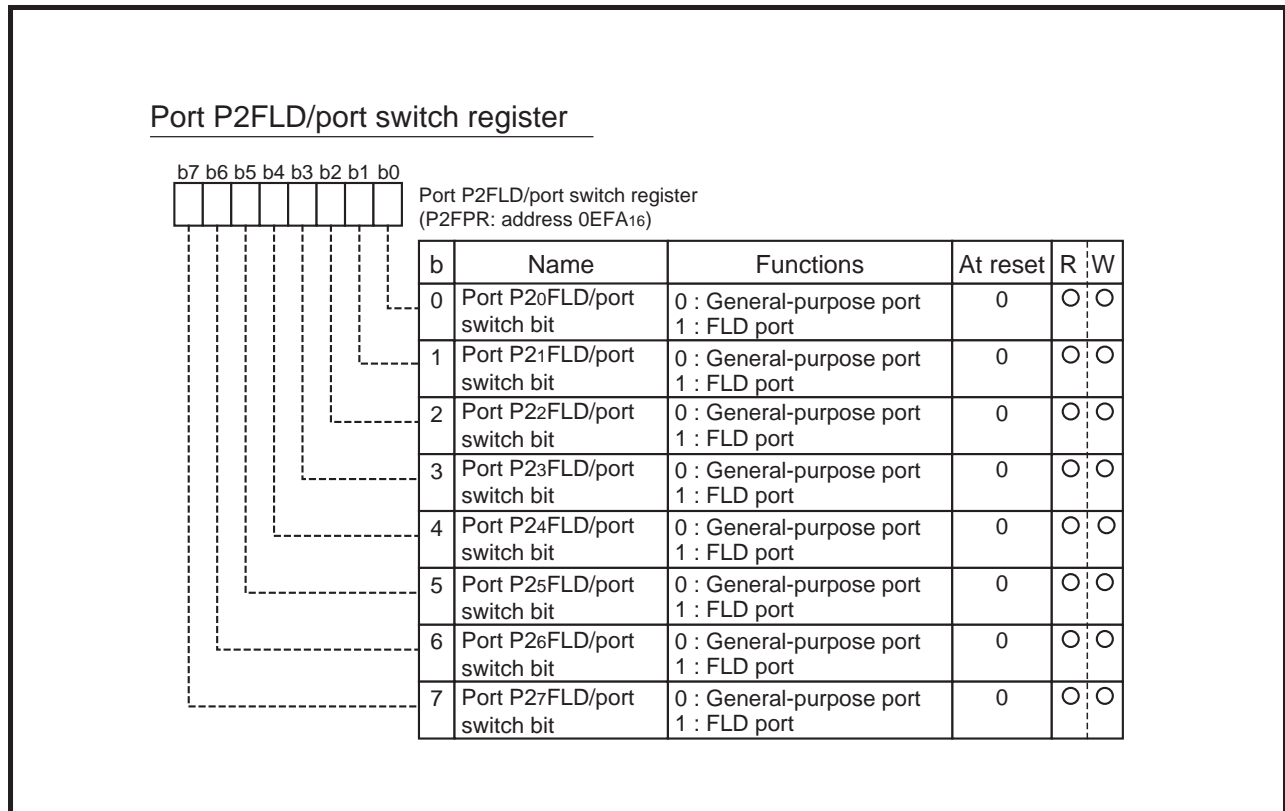 Port P2FLD/port switch register
b7 b6 b5 b4 b3 b2 b1 b0
Port P2FLD/port switch register
(P2FPR: address 0EFA16)
b Name Functions At reset R W
0 Port P20FLD/port switch bit 0 : General-purpose port 1 : FLD port 0 O O
1 Port P21FLD/port switch bit 0 : General-purpose port 1 : FLD port 0 O O
2 Port P22FLD/port switch bit 0 : General-purpose port 1 : FLD port 0 O O
3 Port P23FLD/port switch bit 0 : General-purpose port 1 : FLD port 0 O O
4 Port P24FLD/port switch bit 0 : General-purpose port 1 : FLD port 0 O O
5 Port P25FLD/port switch bit 0 : General-purpose port 1 : FLD port 0 O O
6 Port P26FLD/port switch bit 0 : General-purpose port 1 : FLD port 0 O O
7 Port P27FLD/port switch bit 0 : General-purpose port 1 : FLD port 0 O O